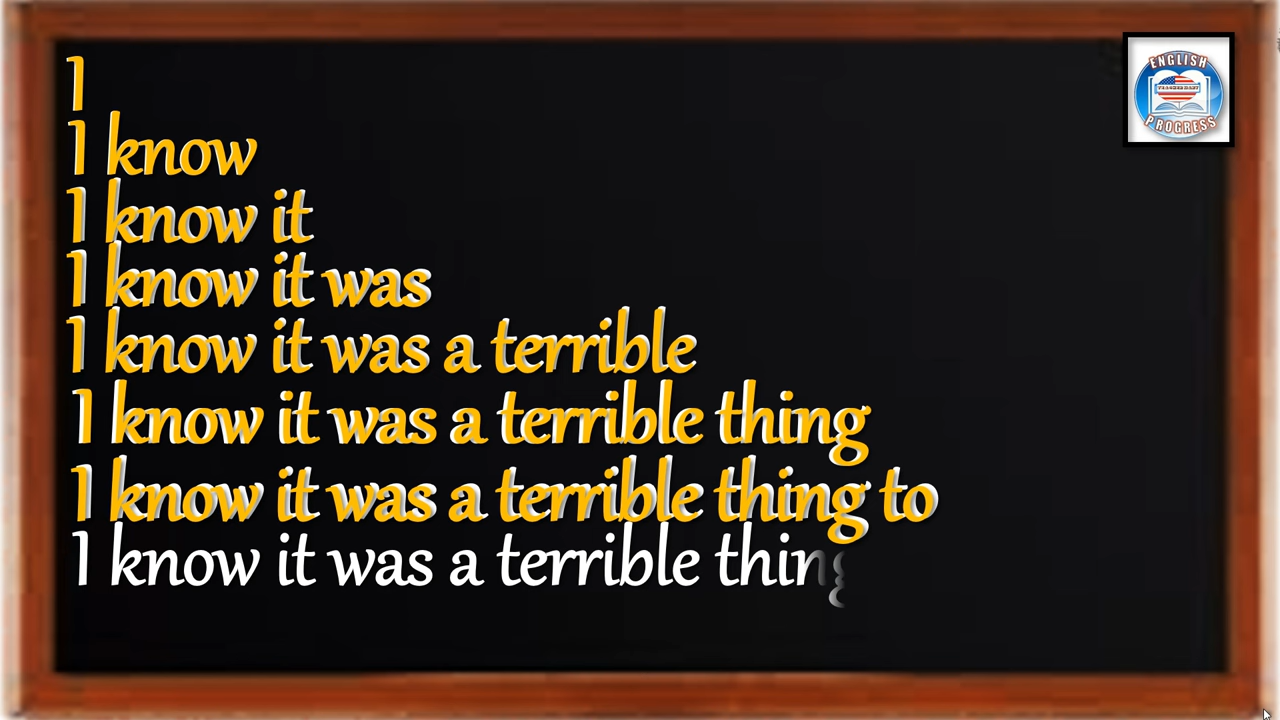 I
I know
I know it
I know it was
I know it was a terrible
I know it was a terrible thing
I know it was a terrible thing to
I know it was a terrible thing
ENGLISH
PROGRESS